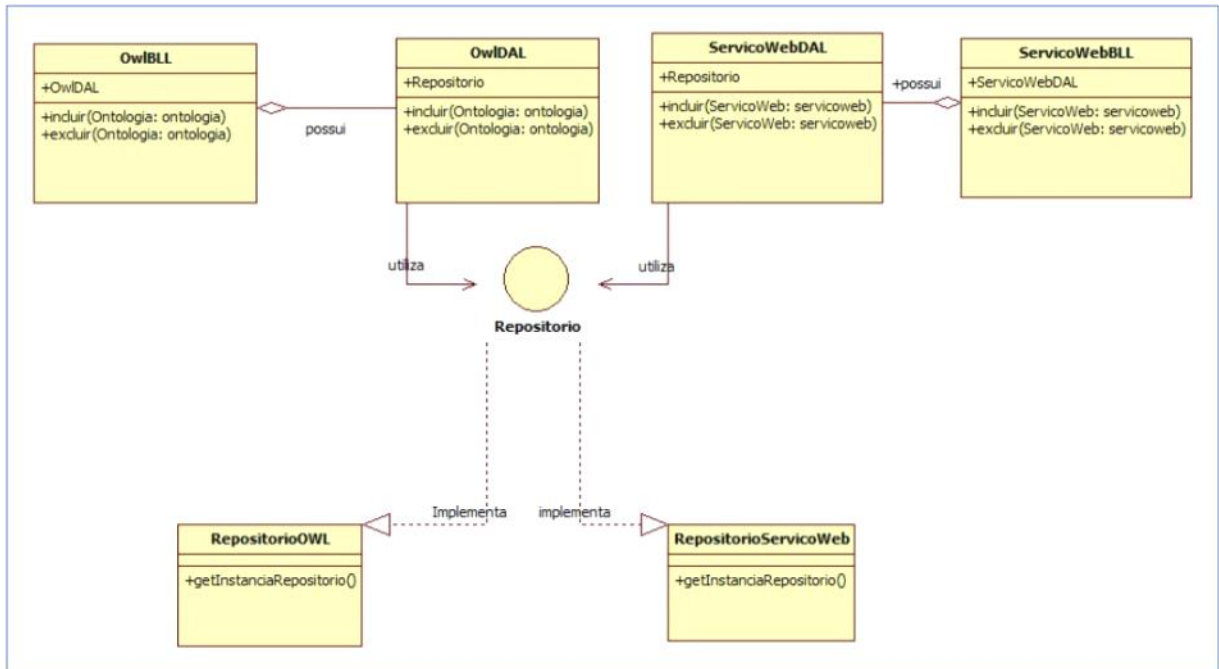 OwlBLL
+OwlDAL
+incluir(Ontologia: ontologia)
+excluir(Ontologia: ontologia)
possui
OwlDAL
+Repositorio
+incluir(Ontologia: ontologia)
+excluir(Ontologia: ontologia)
ServicoWebDAL
+Repositorio
+incluir(ServicoWeb: servicoweb)
+excluir(ServicoWeb: servicoweb)
+possui
ServicoWebBLL
+ServicoWebDAL
+incluir(ServicoWeb: servicoweb)
+excluir(ServicoWeb: servicoweb)
utiliza
utiliza
Repositorio
Implementa
implementa
RepositorioOWL
+getInstanciaRepositorio()
RepositorioServicoWeb
+getInstanciaRepositorio()